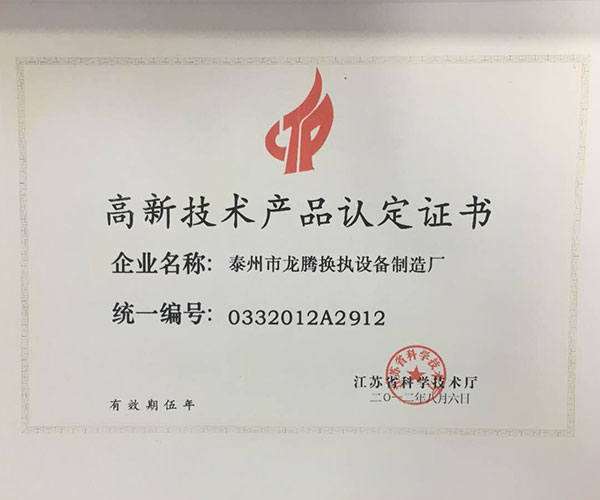 高新技术产品认定证书
企业名称：泰州市龙腾换执设备制造厂
统一编号：0332012A2912
江苏省科学技术厅
二〇一二年八月六日
有效期伍年